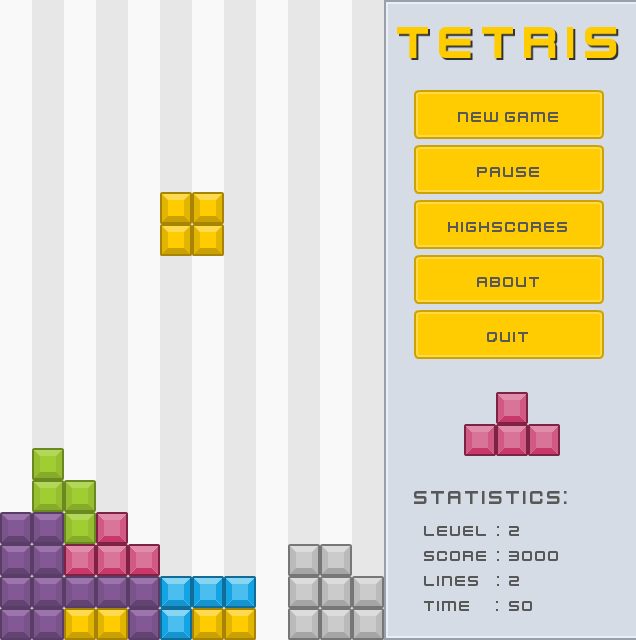 TETRIS
NEW GAME
PAUSE
HIGHSCORES
ABOUT
QUIT
STATISTICS:
LEVEL : 2
SCORE : 3000
LINES : 2
TIME : 50